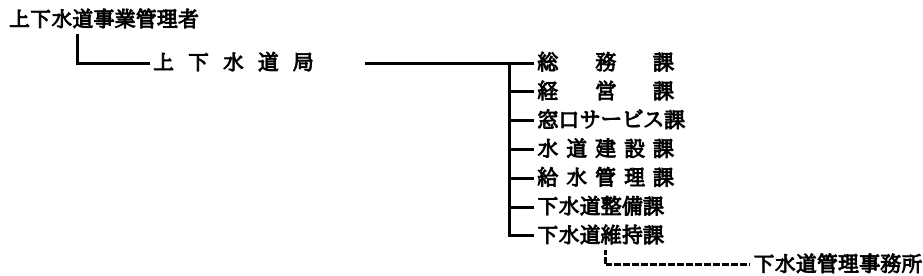 上下水道事業管理者
上下水道局
総務課
経営課
窓口サービス課
水道建設課
給水管理課
下水道整備課
下水道維持課
下水道管理事務所